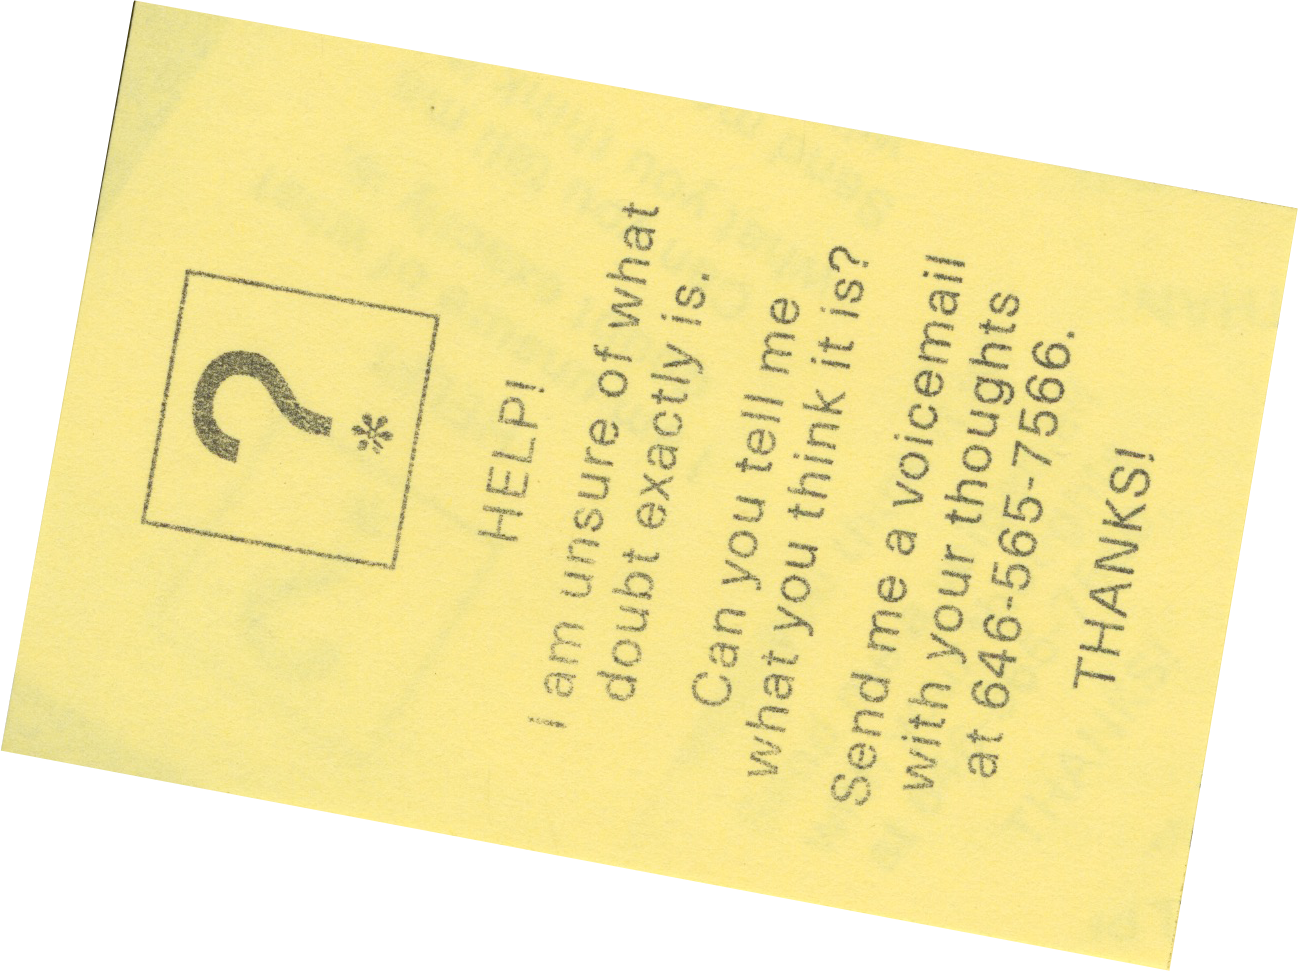 ?
*
HELP!
I am unsure of what
doubt exactly is.
Can you tell me
what you think it is?
Send me a voicemail
with your thoughts
at 646-565-7566.
THANKS!